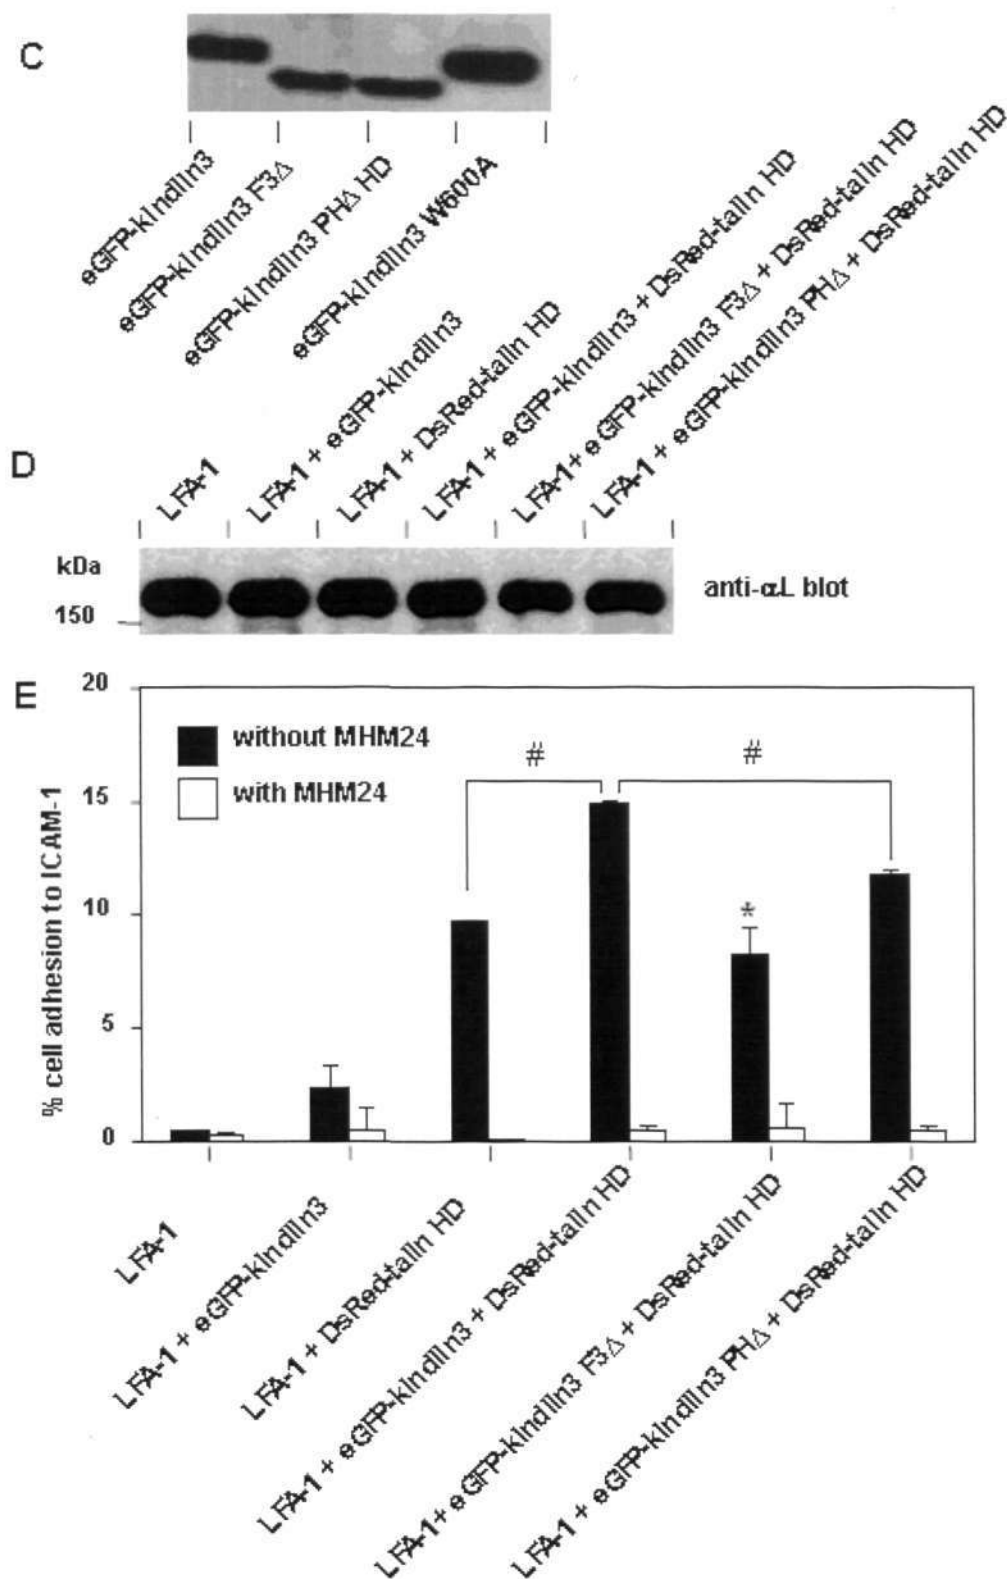 C
eGFP-kindlin3
eGFP-kindlin3 F3Δ
eGFP-kindlin3 PHΔ HD
eGFP-kindlin3 W600A
D
LFA-1
LFA-1 + eGFP-kindlin3
LFA-1 + DsRed-talin HD
LFA-1 + eGFP-kindlin3 + DsRed-talin HD
LFA-1+ eGFP-kindlin3 F3Δ + DsRed-talin HD
LFA-1 + eGFP-kindlin3 PHΔ + DsRed-talin HD
kDa
150
anti-αL blot
E
20
15
10
5
0
% cell adhesion to ICAM-1
without MHM24
with MHM24
#
#
*
LFA-1
LFA-1 + eGFP-kindlin3
LFA-1 + DsRed-talin HD
LFA-1 + eGFP-kindlin3 + DsRed-talin HD
LFA-1+ eGFP-kindlin3 F3Δ + DsRed-talin HD
LFA-1 + eGFP-kindlin3 PHΔ + DsRed-talin HD